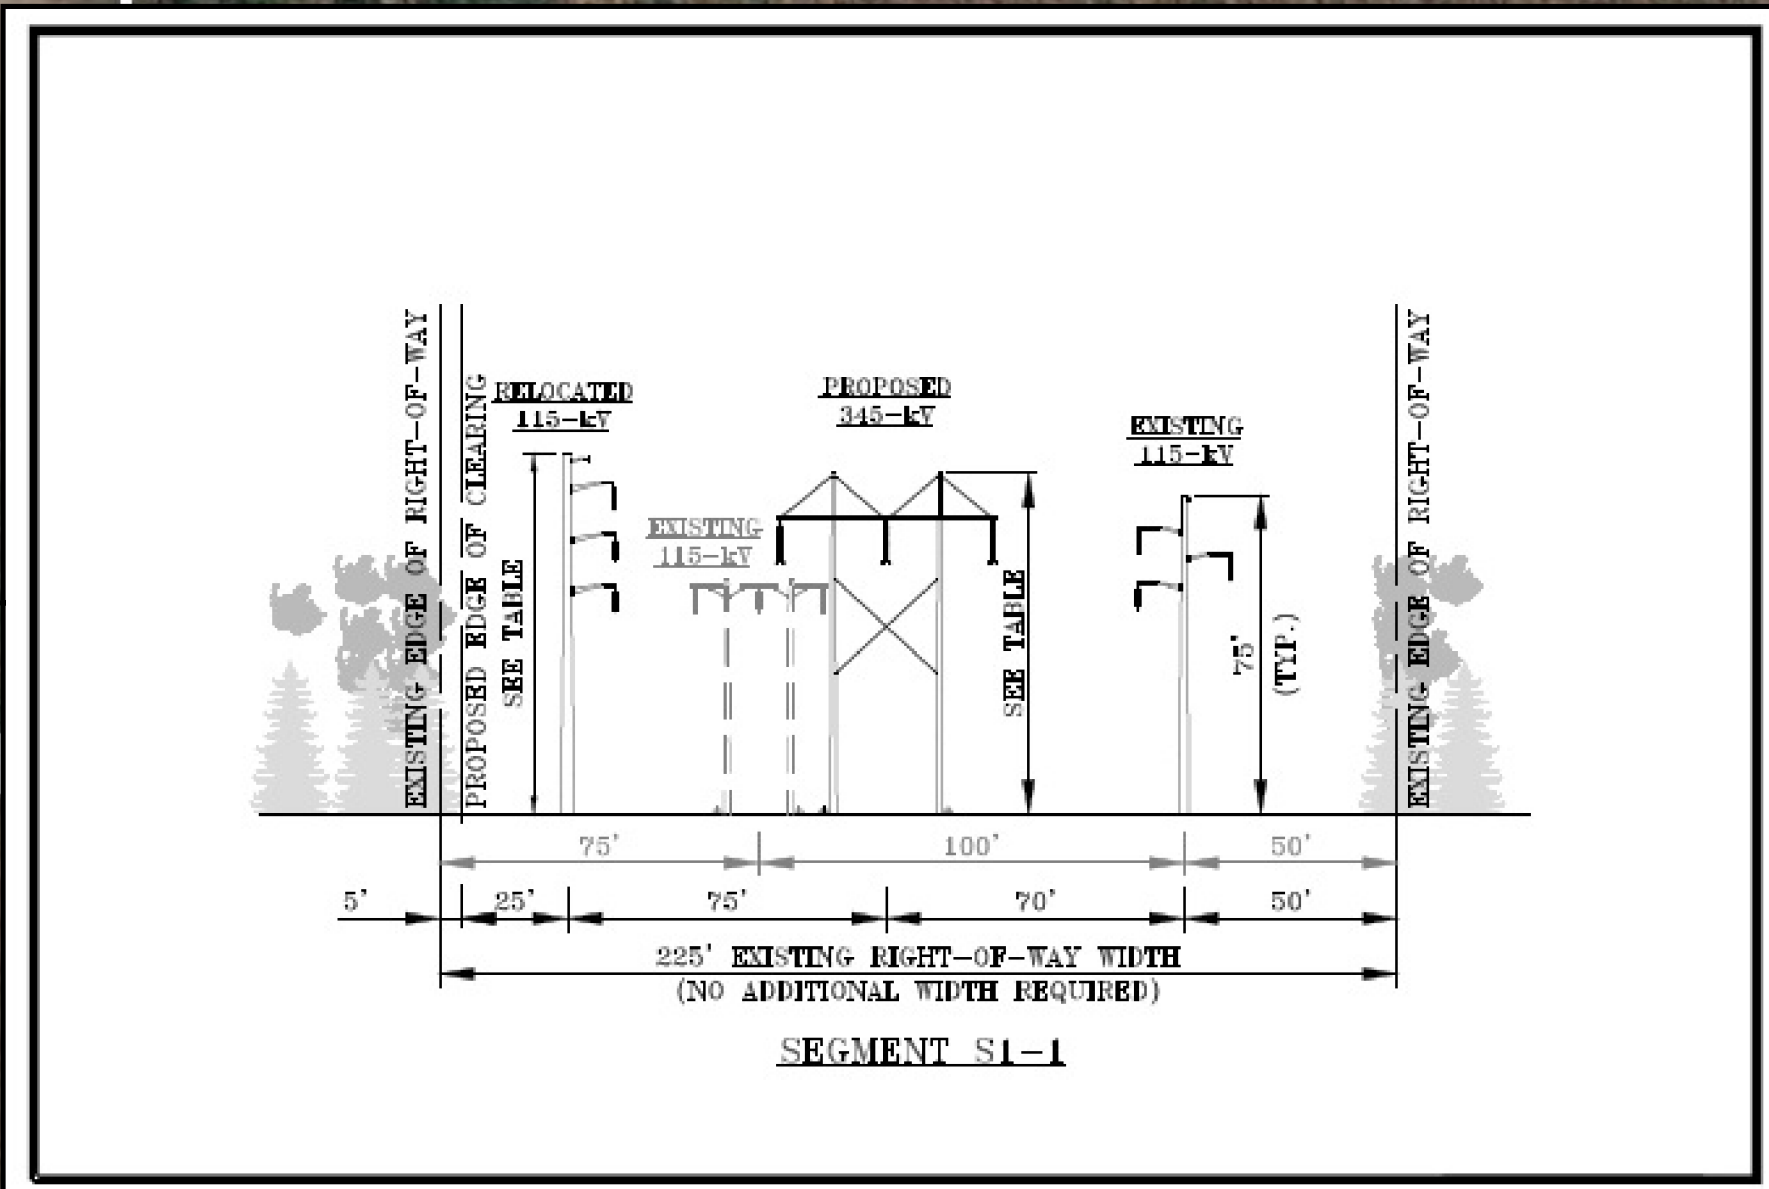 EXISTING EDGE OF RIGHT-OF-WAY
PROPOSED EDGE OF CLEARING
RELOCATED
115-kV
SEE TABLE
EXISTING
115-kV
PROPOSED
345-kV
SEE TABLE
EXISTING
115-kV
75'
(TYP.)
EXISTING EDGE OF RIGHT-OF-WAY
75' 100' 50'
5' 25' 75' 70' 50'
225' EXISTING RIGHT-OF-WAY WIDTH
(NO ADDITIONAL WIDTH REQUIRED)
SEGMENT S1-1